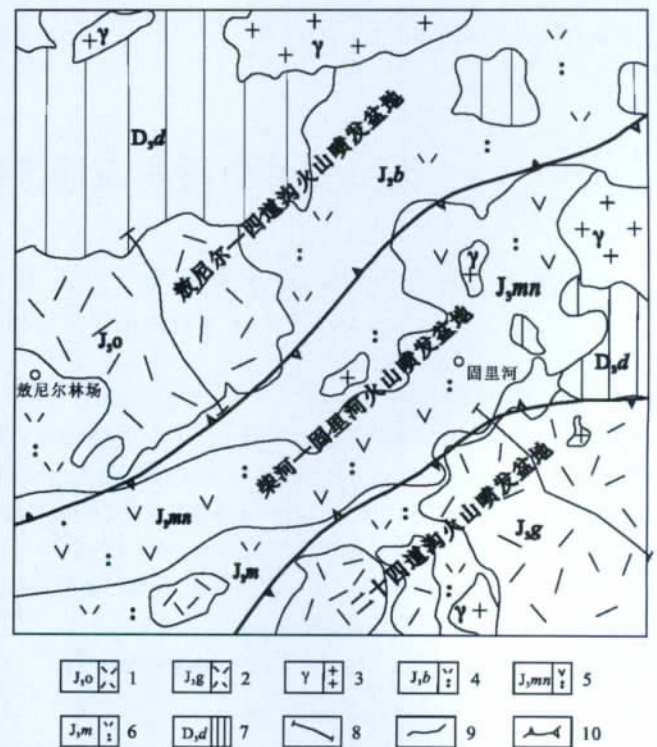 γ
γ
D₃d
敖尼尔—四道沟火山喷发盆地
J₃b
γ
γ
J₃mn
J₃o
敖尼尔林场
柴河—固里河火山喷发盆地
固里河
D₃d
J₃mn
J₃m
二十四道沟火山喷发盆地
J₃g
γ
J₃o 1
J₃g 2
γ 3
J₃b 4
J₃mn 5
J₃m 6
D₃d 7
8
9
10